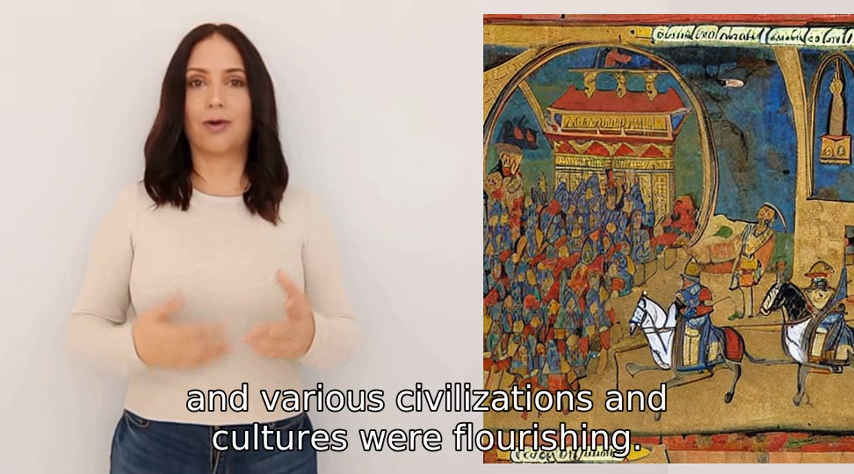 and various civilizations and
cultures were flourishing.